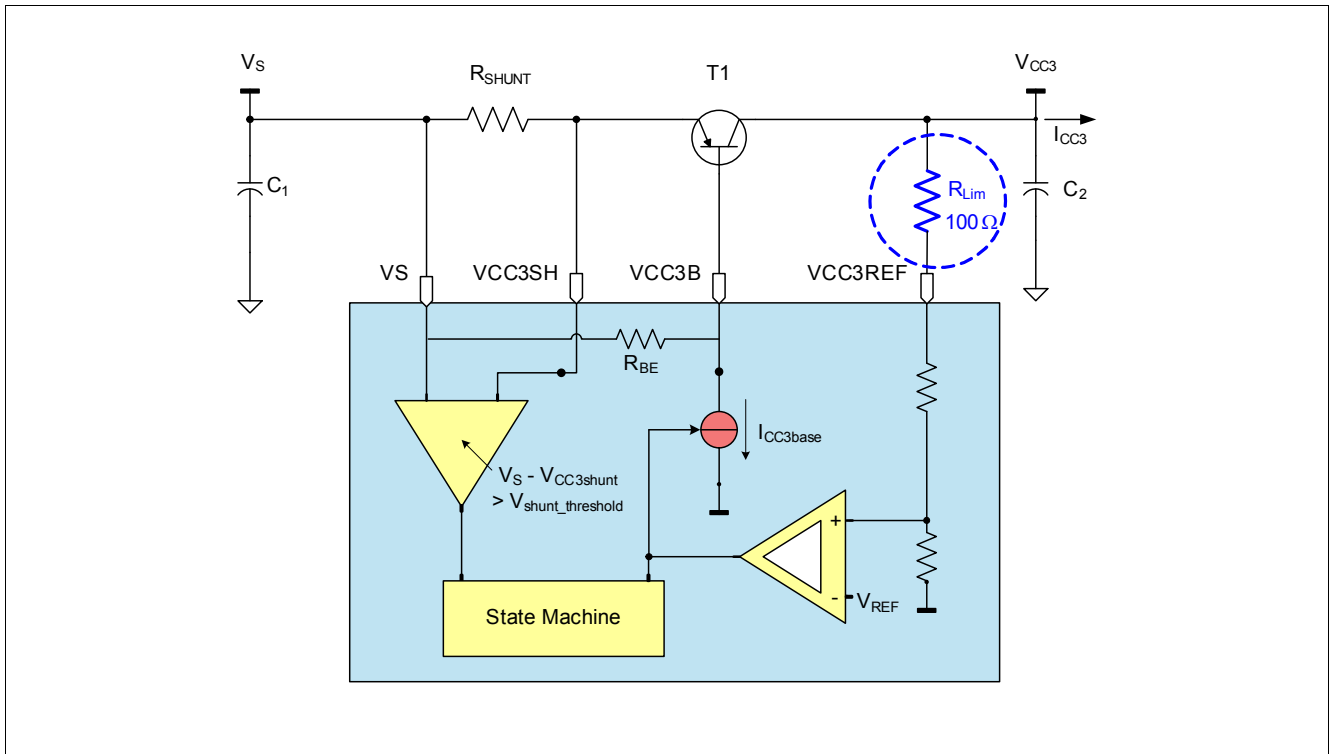 VS
RSHUNT
T1
VCC3
ICC3
C1
RLim
100 Ω
C2
VS
VCC3SH
VCC3B
VCC3REF
RBE
ICC3base
VS - VCC3shunt
> Vshunt_threshold
+
-
VREF
State Machine